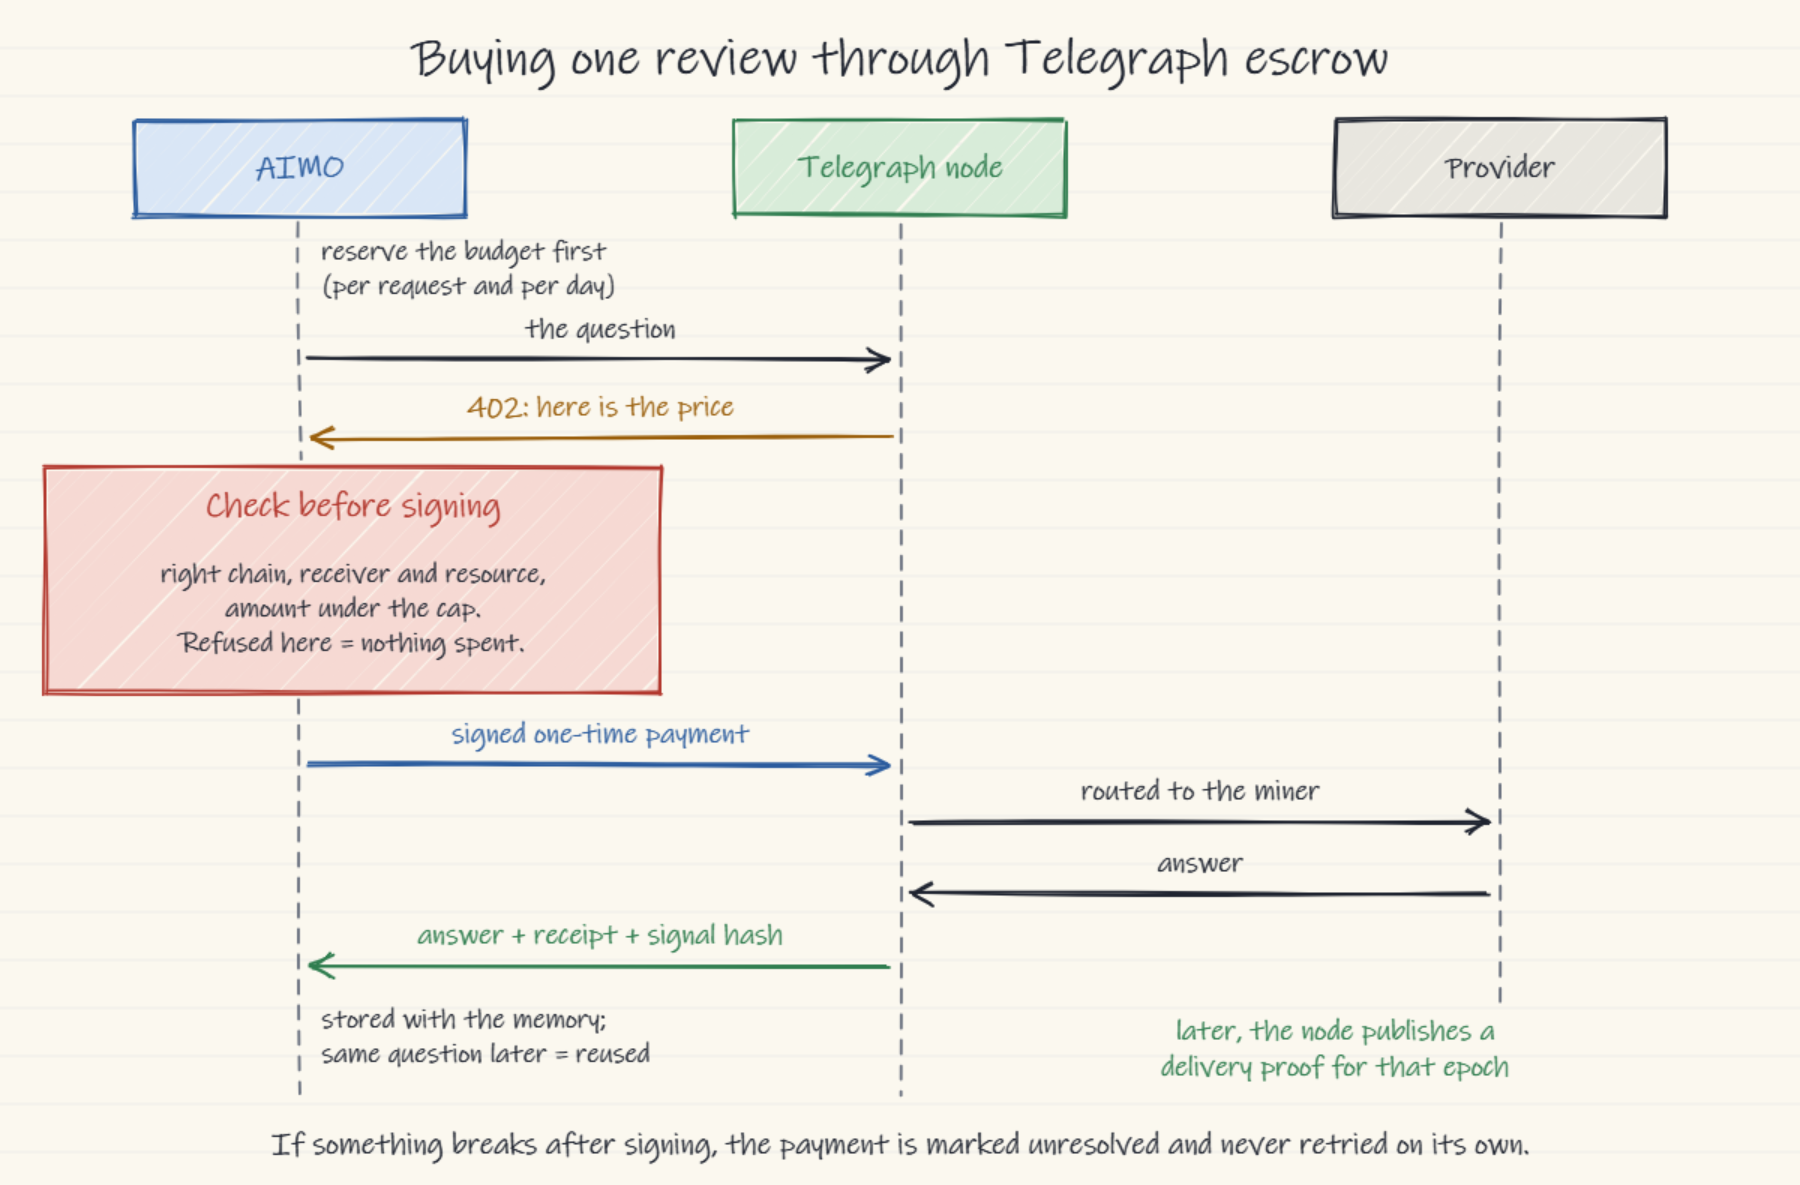 Buying one review through Telegraph escrow
AIMO
Telegraph node
Provider
reserve the budget first
(per request and per day)
the question
402: here is the price
Check before signing
right chain, receiver and resource,
amount under the cap.
Refused here = nothing spent.
signed one-time payment
routed to the miner
answer
answer + receipt + signal hash
stored with the memory;
same question later = reused
later, the node publishes a
delivery proof for that epoch
If something breaks after signing, the payment is marked unresolved and never retried on its own.